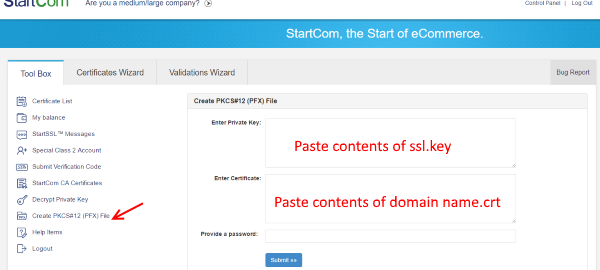 StartCom
Are you a medium/large company?
Control Panel | Log Out
StartCom, the Start of eCommerce.
Tool Box
Certificates Wizard
Validations Wizard
Bug Report
Certificate List
My balance
StartSSL™ Messages
Special Class 2 Account
Submit Verification Code
StartCom CA Certificates
Decrypt Private Key
Create PKCS#12 (PFX) File
Help Items
Logout
Create PKCS#12 (PFX) File
Enter Private Key:
Paste contents of ssl.key
Enter Certificate:
Paste contents of domain name.crt
Provide a password:
Submit »»